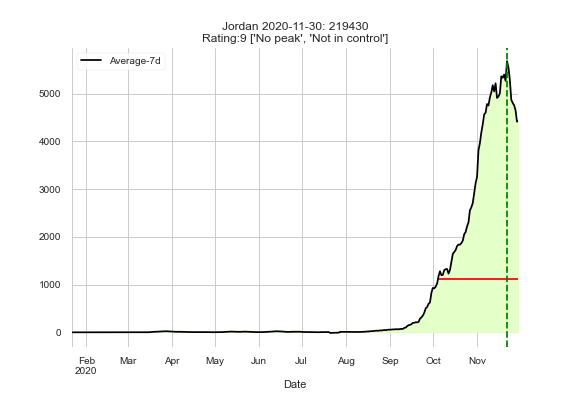 Jordan 2020-11-30: 219430
Rating:9 ['No peak', 'Not in control']
Average-7d
5000
4000
3000
2000
1000
0
Feb Mar Apr May Jun Jul Aug Sep Oct Nov
2020
Date